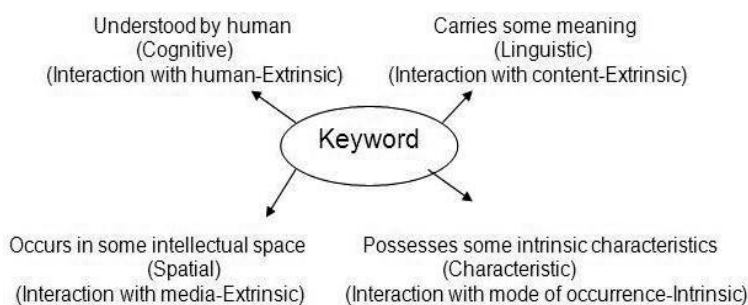 Understood by human
(Cognitive)
(Interaction with human-Extrinsic)
Carries some meaning
(Linguistic)
(Interaction with content-Extrinsic)
Keyword
Occurs in some intellectual space
(Spatial)
(Interaction with media-Extrinsic)
Possesses some intrinsic characteristics
(Characteristic)
(Interaction with mode of occurrence-Intrinsic)